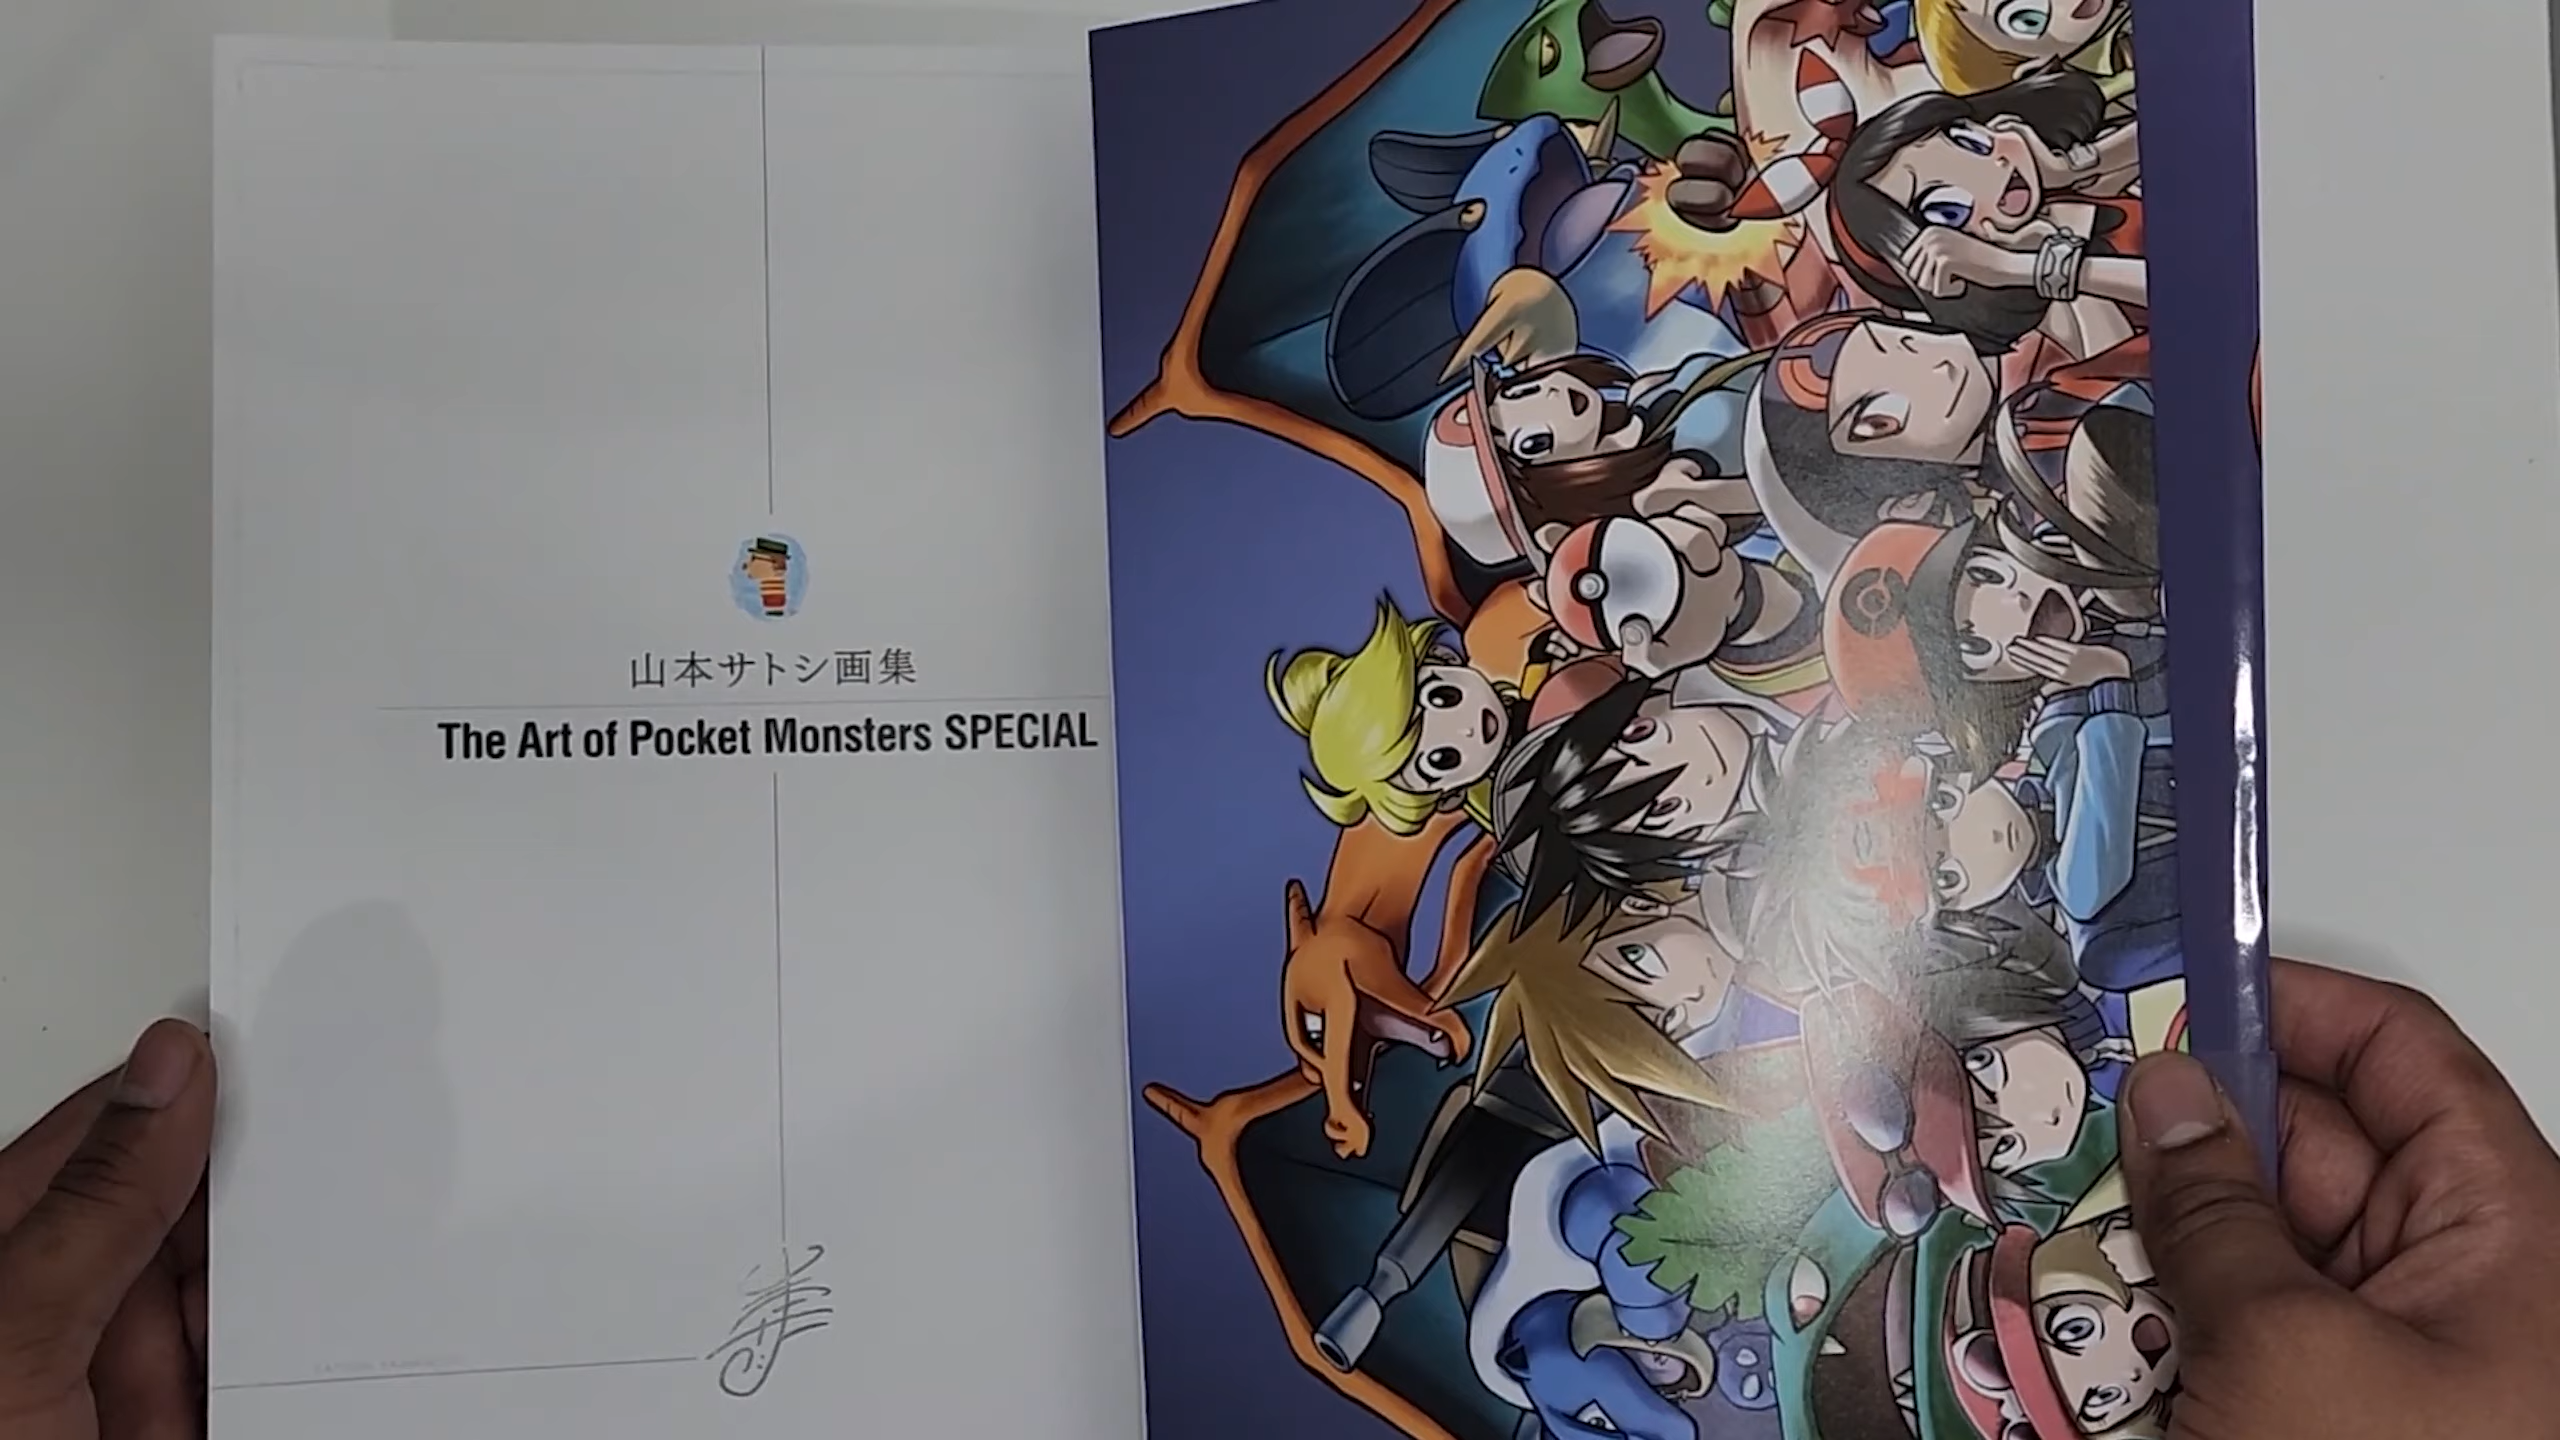 山本サトシ画集
The Art of Pocket Monsters SPECIAL